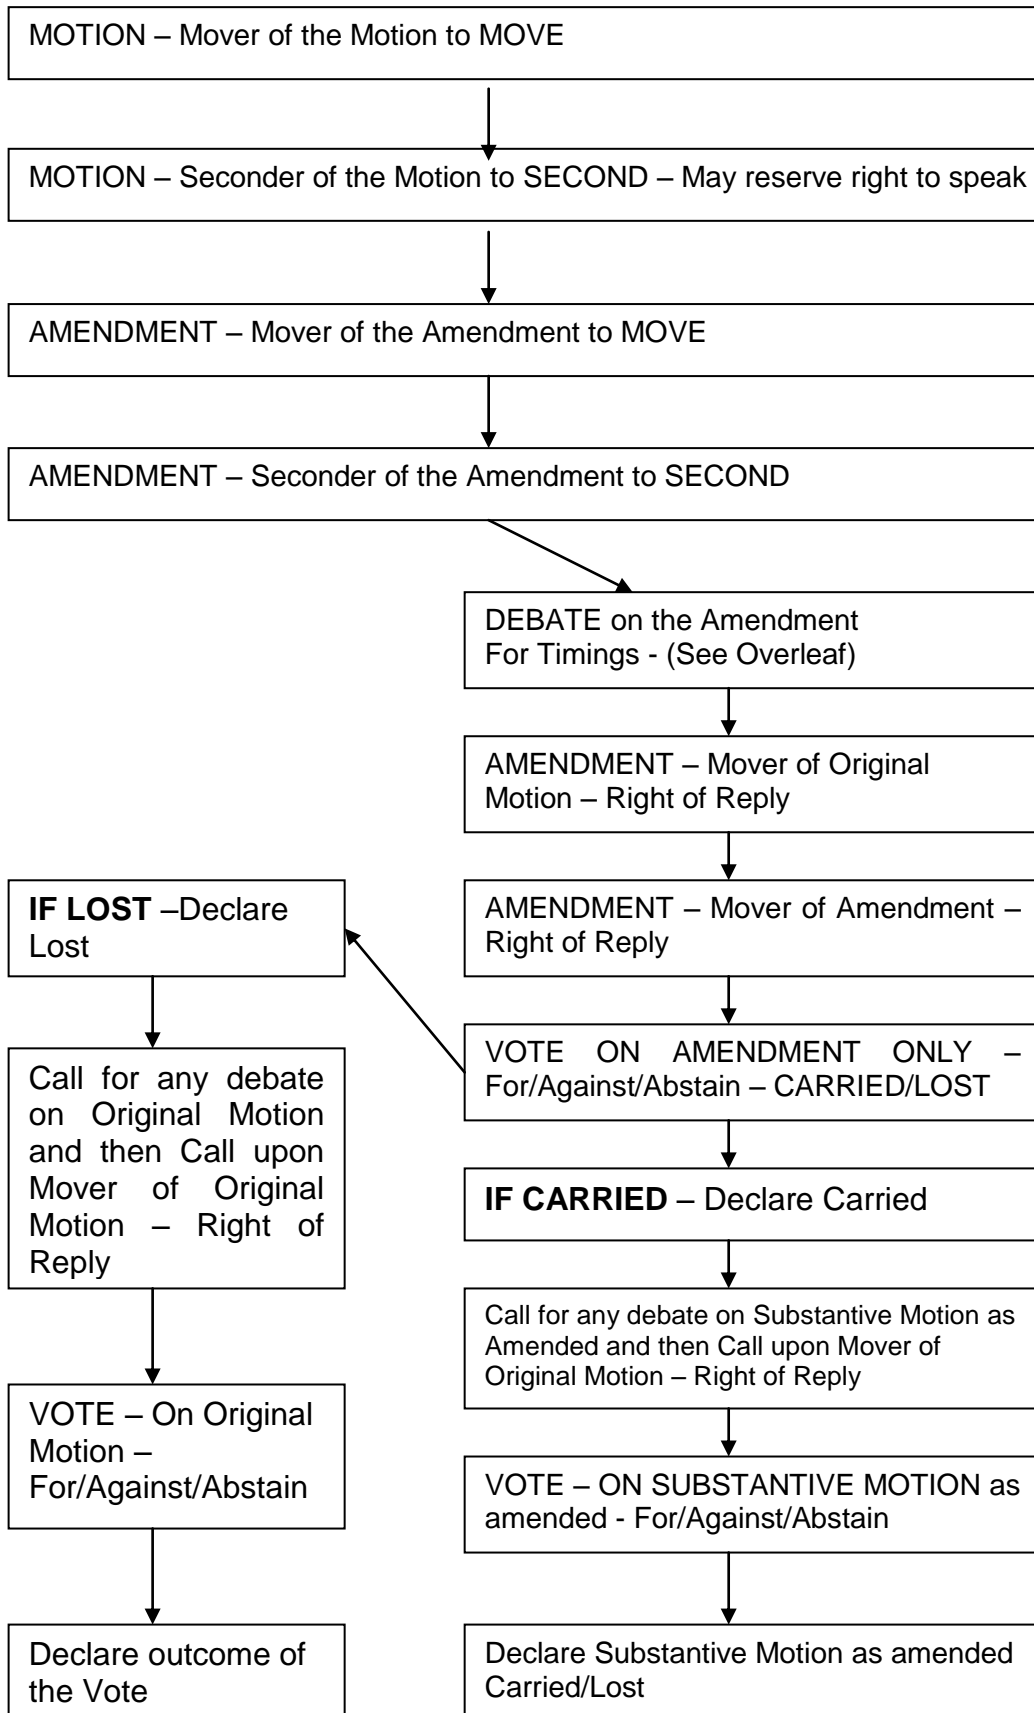 MOTION – Mover of the Motion to MOVE
MOTION – Seconder of the Motion to SECOND – May reserve right to speak
AMENDMENT – Mover of the Amendment to MOVE
AMENDMENT – Seconder of the Amendment to SECOND
DEBATE on the Amendment
For Timings - (See Overleaf)
AMENDMENT – Mover of Original
Motion – Right of Reply
AMENDMENT – Mover of Amendment –
Right of Reply
VOTE ON AMENDMENT ONLY –
For/Against/Abstain – CARRIED/LOST
IF LOST –Declare
Lost
Call for any debate
on Original Motion
and then Call upon
Mover of Original
Motion – Right of
Reply
VOTE – On Original
Motion –
For/Against/Abstain
Declare outcome of
the Vote
IF CARRIED – Declare Carried
Call for any debate on Substantive Motion as
Amended and then Call upon Mover of
Original Motion – Right of Reply
VOTE – ON SUBSTANTIVE MOTION as
amended - For/Against/Abstain
Declare Substantive Motion as amended
Carried/Lost